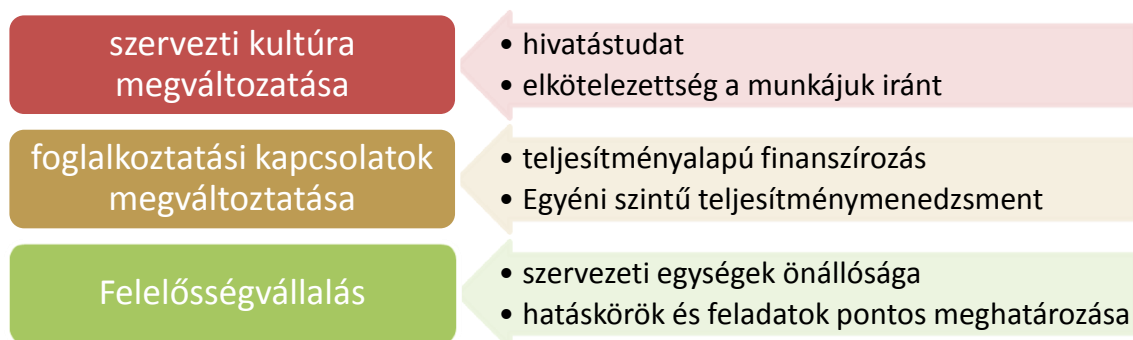 szervezti kultúra
megváltozatása
• hivatástudat
• elkötelezettség a munkájuk iránt
foglalkoztatási kapcsolatok
megváltoztatása
• teljesítményalapú finanszírozás
• Egyéni szintű teljesítménymenedzsment
Felelősségvállalás
• szervezeti egységek önállósága
• hatáskörök és feladatok pontos meghatározása